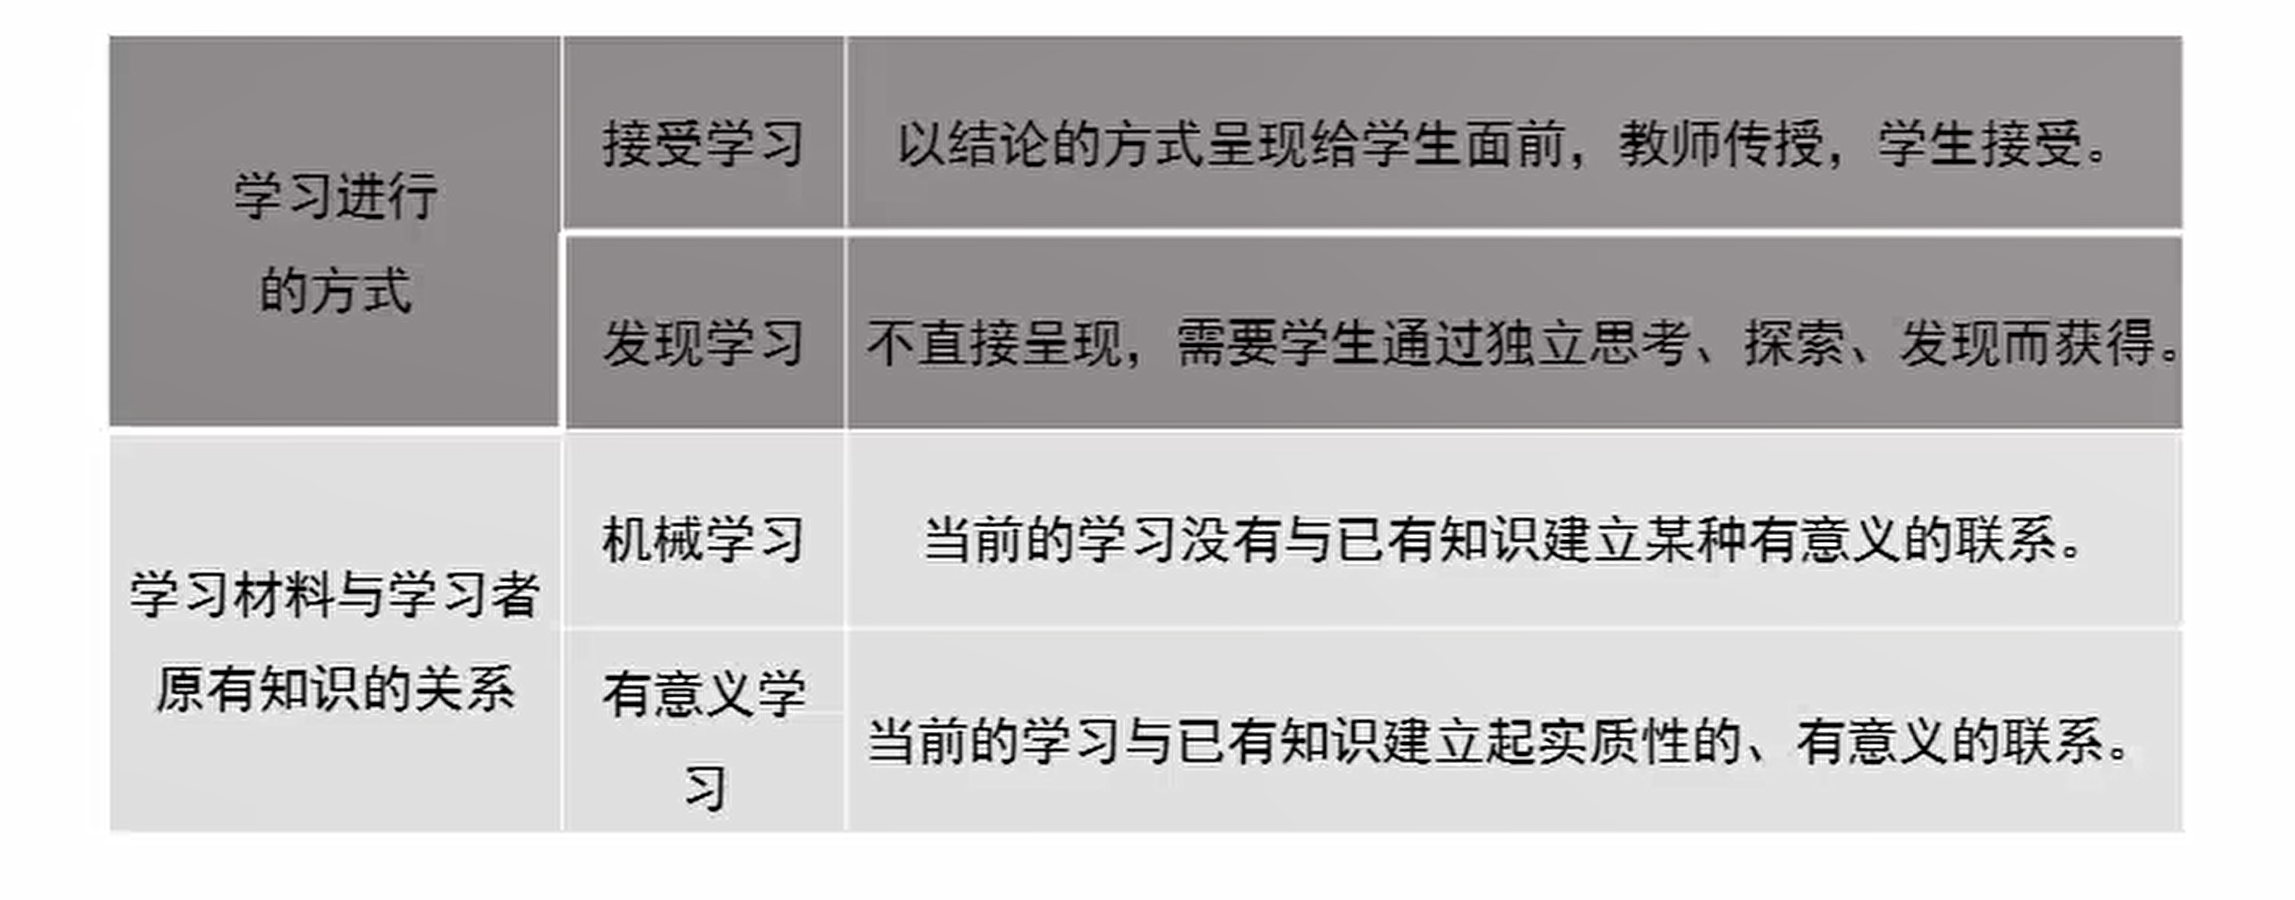 学习进行
的方式
接受学习
以结论的方式呈现给学生面前，教师传授，学生接受。
发现学习
不直接呈现，需要学生通过独立思考、探索、发现而获得。
学习材料与学习者
原有知识的关系
机械学习
当前的学习没有与已有知识建立某种有意义的联系。
有意义学
习
当前的学习与已有知识建立起实质性的、有意义的联系。